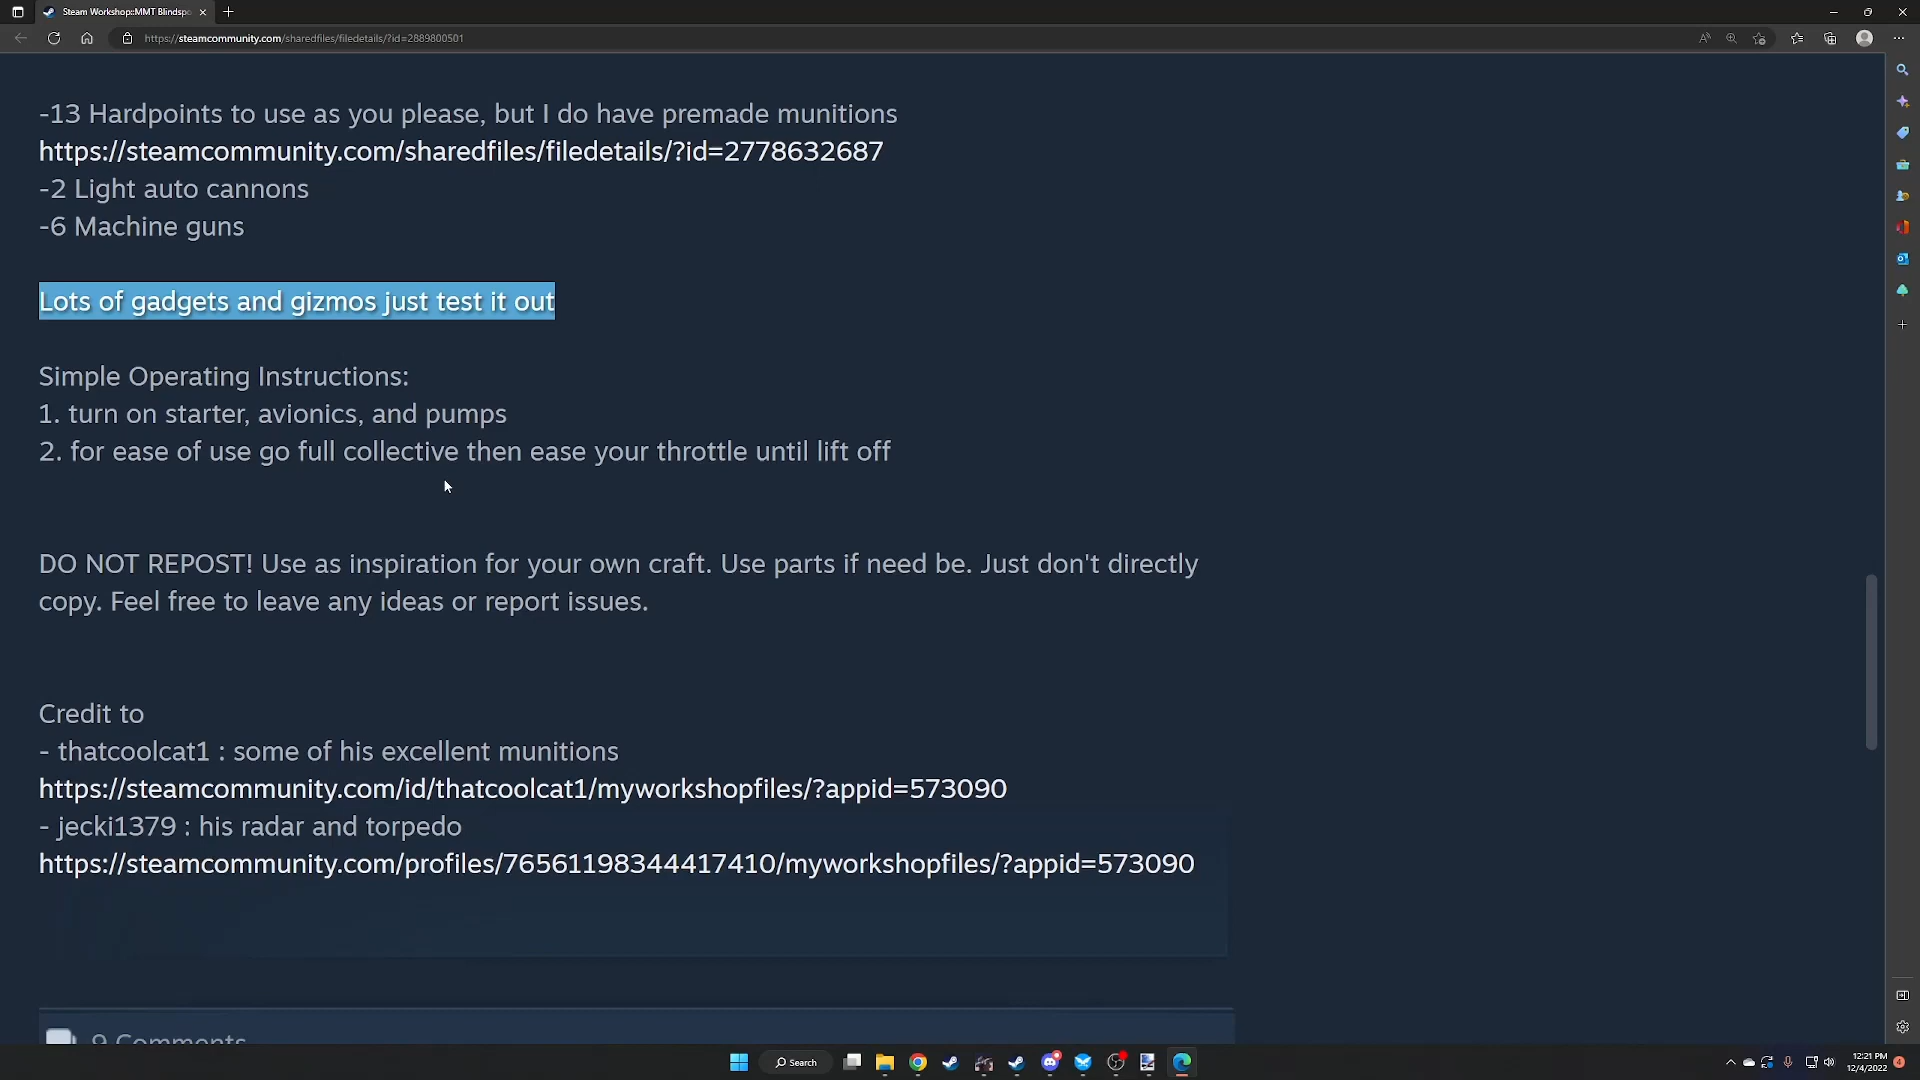 Steam Workshop::MMT Blindspo
https://steamcommunity.com/sharedfiles/filedetails/?id=2889800501
-13 Hardpoints to use as you please, but I do have premade munitions
https://steamcommunity.com/sharedfiles/filedetails/?id=2778632687
-2 Light auto cannons
-6 Machine guns
Lots of gadgets and gizmos just test it out
Simple Operating Instructions:
1. turn on starter, avionics, and pumps
2. for ease of use go full collective then ease your throttle until lift off
DO NOT REPOST! Use as inspiration for your own craft. Use parts if need be. Just don't directly
copy. Feel free to leave any ideas or report issues.
Credit to
- thatcoolcat1 : some of his excellent munitions
https://steamcommunity.com/id/thatcoolcat1/myworkshopfiles/?appid=573090
- jecki1379 : his radar and torpedo
https://steamcommunity.com/profiles/76561198344417410/myworkshopfiles/?appid=573090
9 Comments
Search
12:21 PM
12/4/2022
4